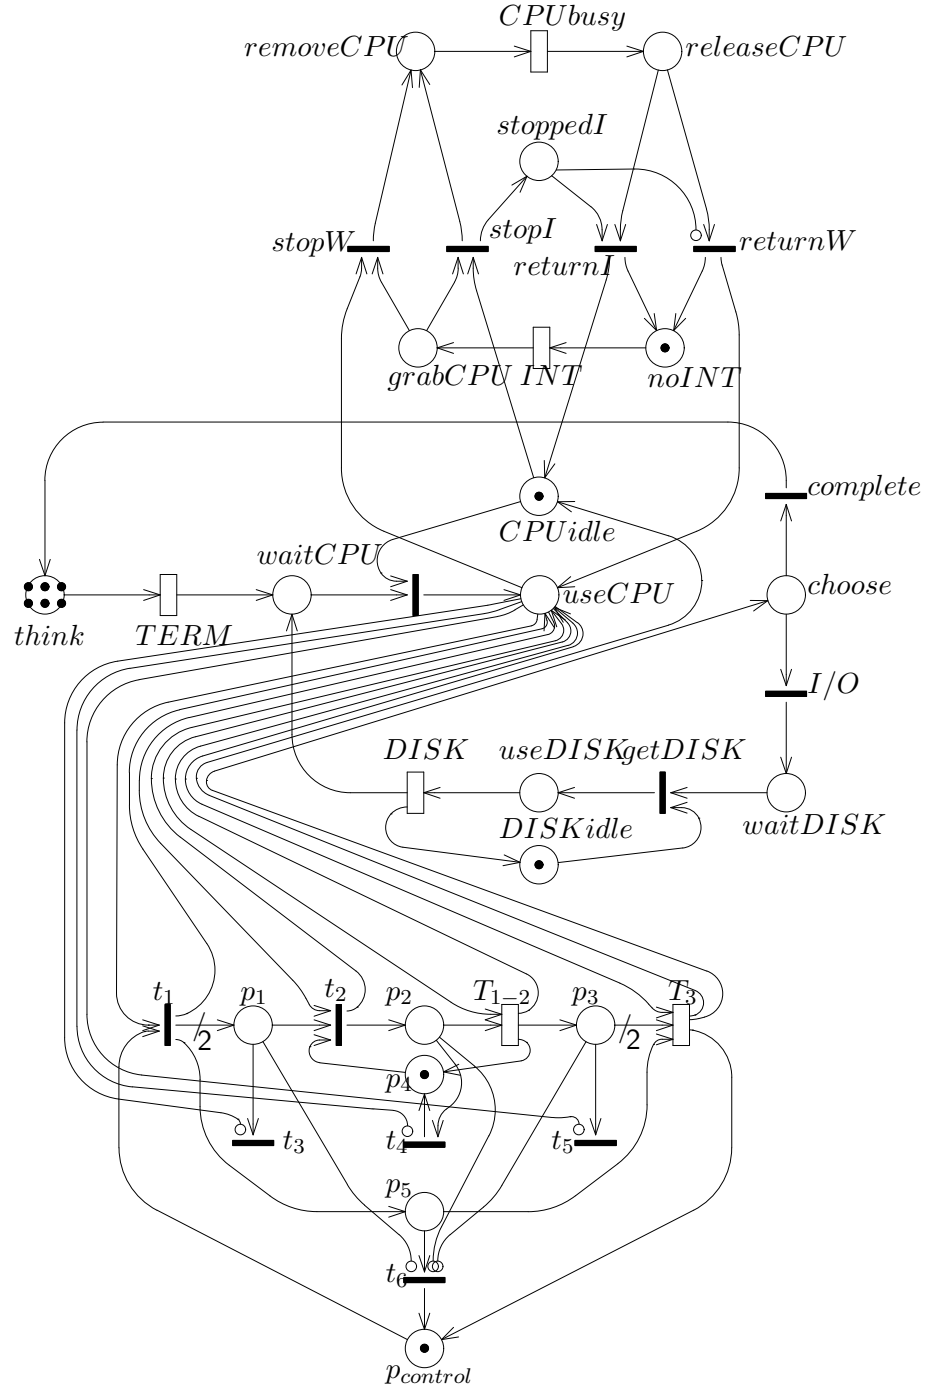 CPUbusy
removeCPU
releaseCPU
stoppedI
stopW
stopI
returnI
returnW
grabCPU
INT
noINT
complete
CPUidle
waitCPU
choose
useCPU
think
TERM
I/O
DISK
useDISK
getDISK
DISKidle
waitDISK
t1
p1
t2
p2
T1−2
p3
T3
/2
/2
p4
t3
t4
t5
p5
t6
pcontrol